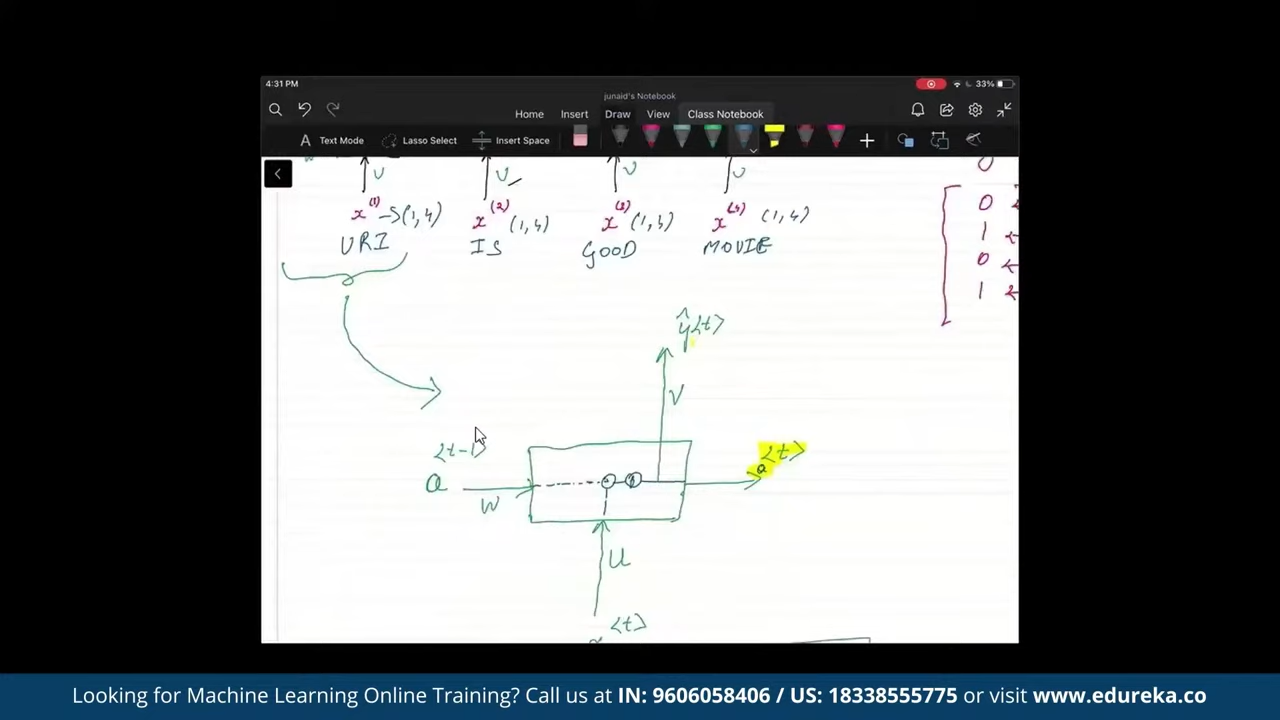 4:31 PM
33%
junaid's Notebook
Home Insert Draw View Class Notebook
A Text Mode Lasso Select Insert Space
U U U U
x(1) -> (1,4) x(2) (1,4) x(3) (1,4) x(4) (1,4)
URI IS GOOD MOVIE
0
0
1
0
1
ŷ<t>
V
<t-1> <t>
a a
W
U
<t>
Looking for Machine Learning Online Training? Call us at IN: 9606058406 / US: 18338555775 or visit www.edureka.co